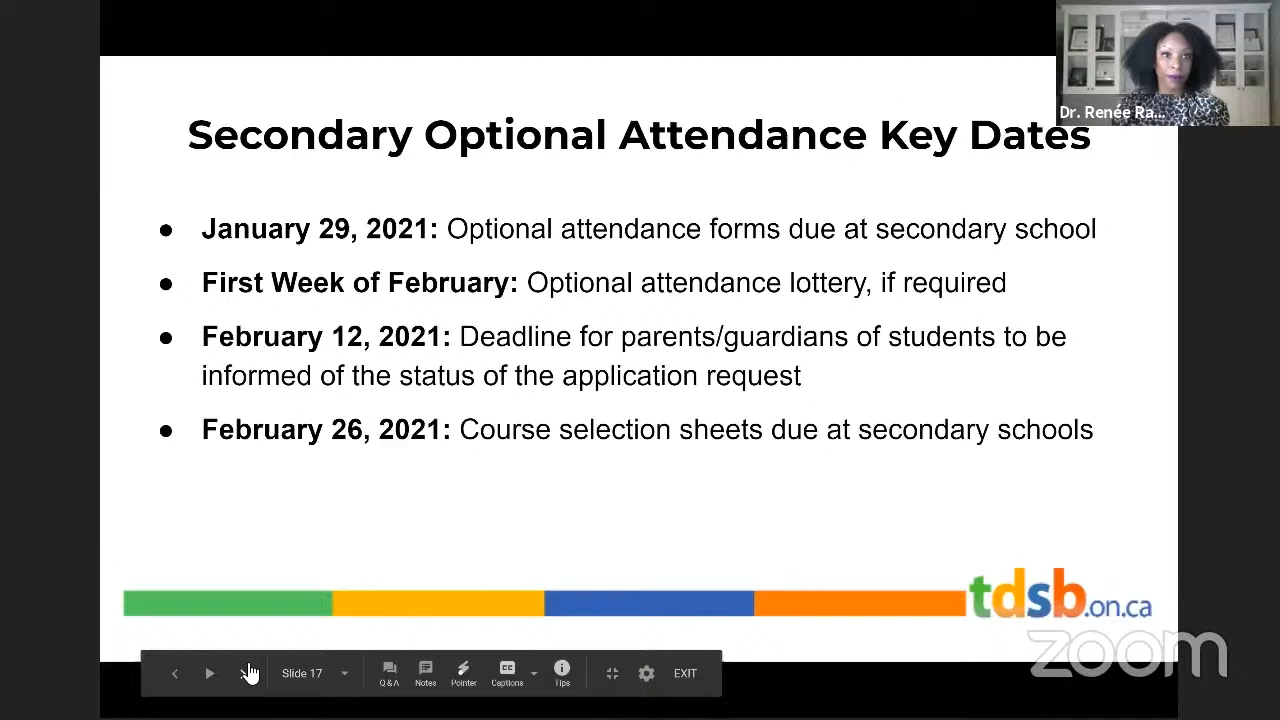 Dr. Renée Ra...
Secondary Optional Attendance Key Dates
● January 29, 2021: Optional attendance forms due at secondary school
● First Week of February: Optional attendance lottery, if required
● February 12, 2021: Deadline for parents/guardians of students to be
informed of the status of the application request
● February 26, 2021: Course selection sheets due at secondary schools
tdsb.on.ca
zoom
Slide 17
Q&A
Notes
Pointer
CC
Captions
Tips
EXIT